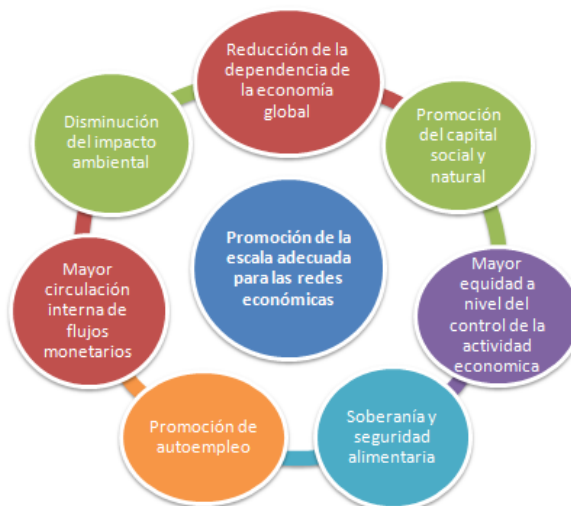 Reducción de la
dependencia de
la economía
global
Promoción
del capital
social y
natural
Mayor
equidad a
nivel del
control de la
actividad
economica
Soberanía y
seguridad
alimentaria
Promoción de
autoempleo
Mayor
circulación
interna de
flujos
monetarios
Disminución
del impacto
ambiental
Promoción de la
escala adecuada
para las redes
económicas